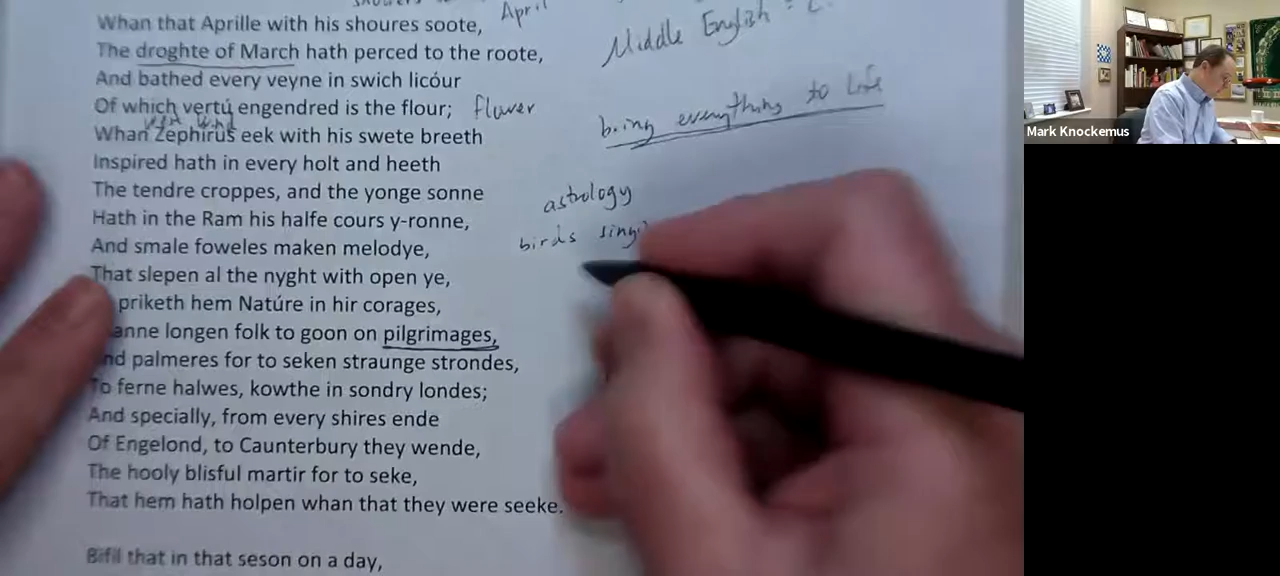 April
Whan that Aprille with his shoures soote,
Middle English =
The droghte of March hath perced to the roote,
And bathed every veyne in swich licóur
bring everything to life
Of which vertú engendred is the flour; flower
Whan Zephirus eek with his swete breeth
Inspired hath in every holt and heeth
The tendre croppes, and the yonge sonne
astrology
Hath in the Ram his halfe cours y-ronne,
birds
And smale foweles maken melodye,
That slepen al the nyght with open ye,
priketh hem Natúre in hir corages,
anne longen folk to goon on pilgrimages,
nd palmeres for to seken straunge strondes,
To ferne halwes, kowthe in sondry londes;
And specially, from every shires ende
Of Engelond, to Caunterbury they wende,
The hooly blisful martir for to seke,
That hem hath holpen whan that they were seeke.
Bifil that in that seson on a day,
Mark Knockemus